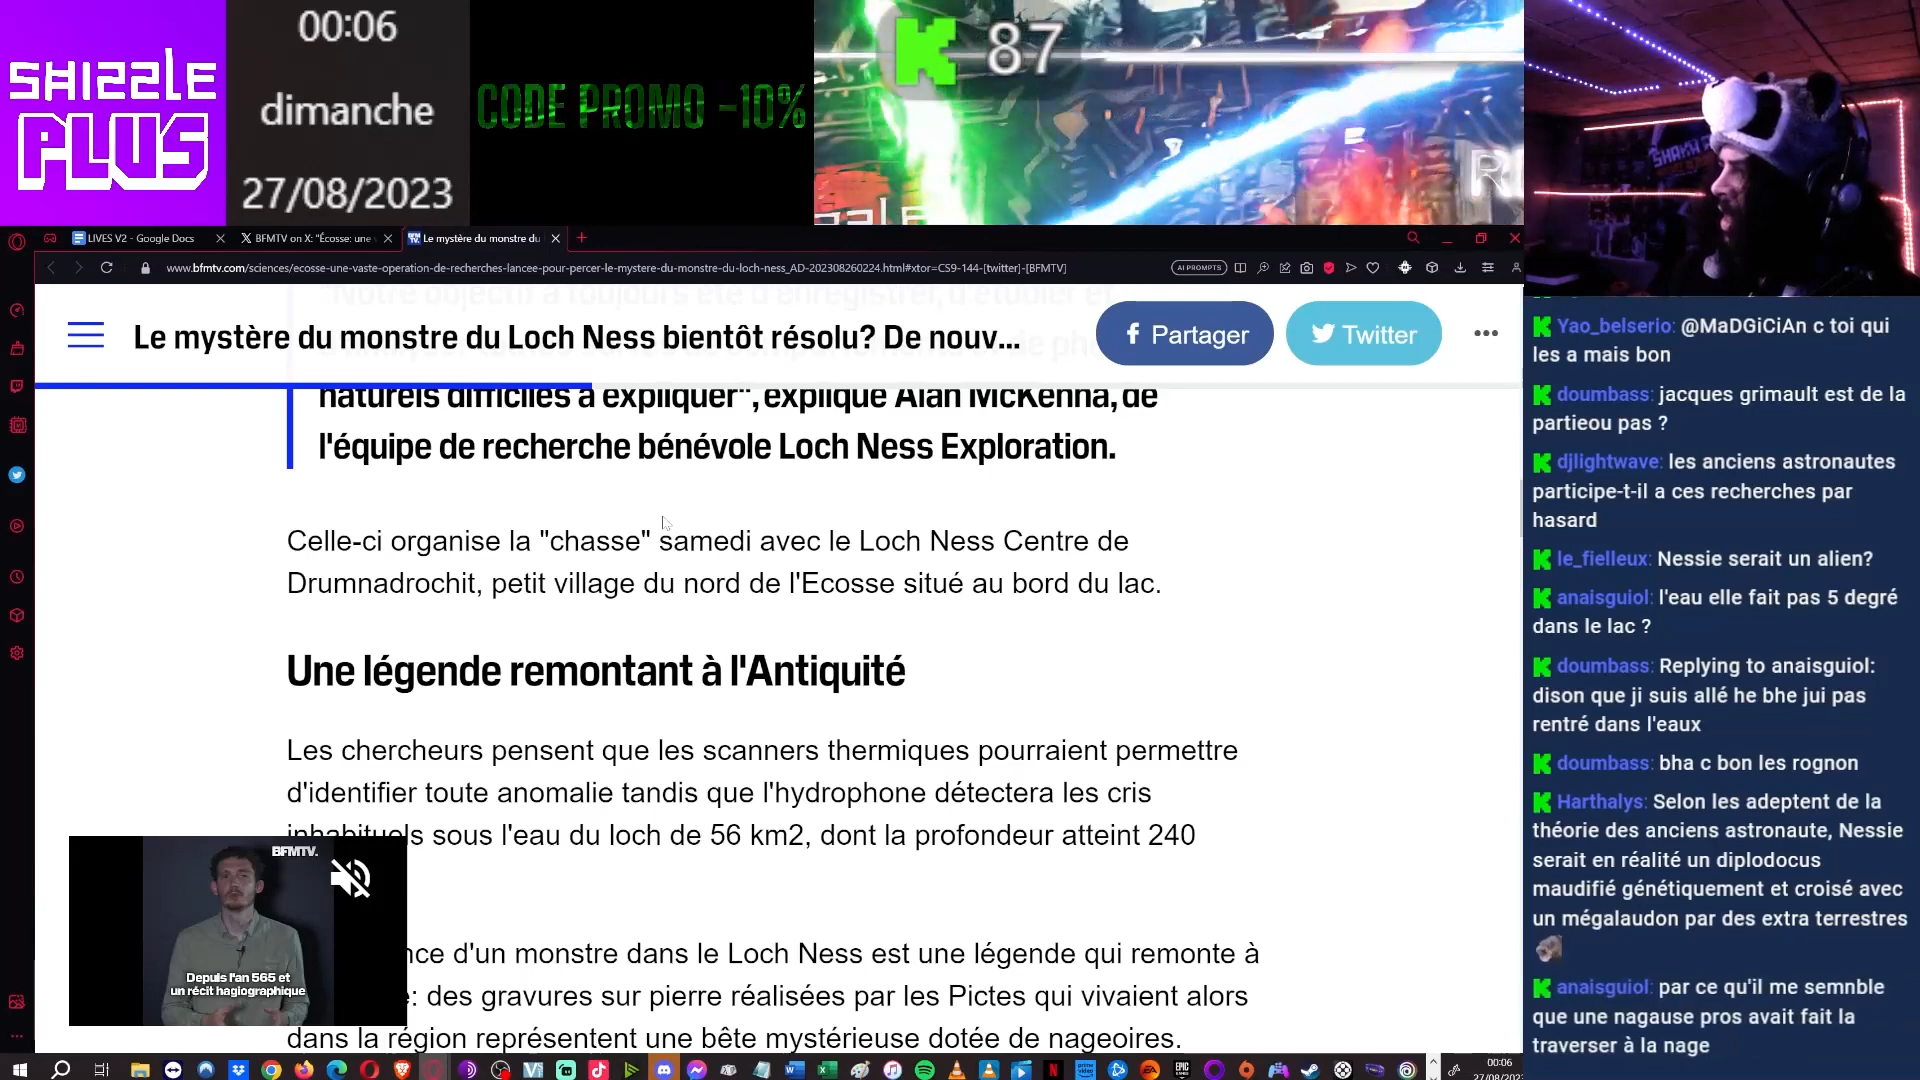 SHIZZLE
PLUS
00:06
dimanche
27/08/2023
CODE PROMO -10%
87
LIVES V2 - Google Docs
BFMTV on X: "Écosse: une v
Le mystère du monstre du
www.bfmtv.com/sciences/ecosse-une-vaste-operation-de-recherches-lancee-pour-percer-le-mystere-du-monstre-du-loch-ness_AD-202308260224.html#xtor=CS9-144-[twitter]-[BFMTV]
AI PROMPTS
Le mystère du monstre du Loch Ness bientôt résolu? De nouv...
Partager
Twitter
naturels difficiles à expliquer", explique Alan McKenna, de
l'équipe de recherche bénévole Loch Ness Exploration.
Celle-ci organise la "chasse" samedi avec le Loch Ness Centre de
Drumnadrochit, petit village du nord de l'Ecosse situé au bord du lac.
Une légende remontant à l'Antiquité
Les chercheurs pensent que les scanners thermiques pourraient permettre
d'identifier toute anomalie tandis que l'hydrophone détectera les cris
inhabituels sous l'eau du loch de 56 km2, dont la profondeur atteint 240
nce d'un monstre dans le Loch Ness est une légende qui remonte à
: des gravures sur pierre réalisées par les Pictes qui vivaient alors
dans la région représentent une bête mystérieuse dotée de nageoires.
BFMTV.
Depuis l'an 565 et
un récit hagiographique
Yao_belserio: @MaDGiCiAn c toi qui
les a mais bon
doumbass: jacques grimault est de la
partieou pas ?
djlightwave: les anciens astronautes
participe-t-il a ces recherches par
hasard
le_fielleux: Nessie serait un alien?
anaisguiol: l'eau elle fait pas 5 degré
dans le lac ?
doumbass: Replying to anaisguiol:
dison que ji suis allé he bhe jui pas
rentré dans l'eaux
doumbass: bha c bon les rognon
Harthalys: Selon les adeptent de la
théorie des anciens astronaute, Nessie
serait en réalité un diplodocus
maudifié génétiquement et croisé avec
un mégalaudon par des extra terrestres
anaisguiol: par ce qu'il me semnble
que une nagause pros avait fait la
traverser à la nage
00:06
27/08/2023